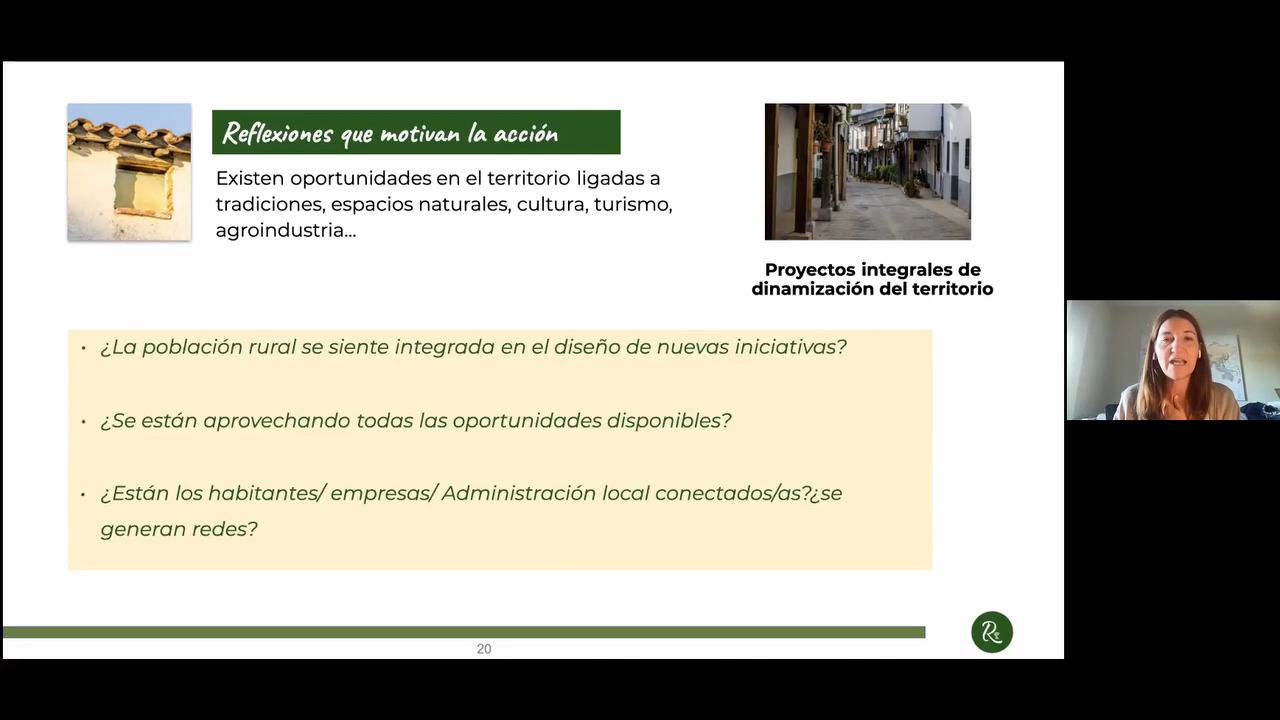 Reflexiones que motivan la acción
Existen oportunidades en el territorio ligadas a
tradiciones, espacios naturales, cultura, turismo,
agroindustria...
Proyectos integrales de
dinamización del territorio
• ¿La población rural se siente integrada en el diseño de nuevas iniciativas?
• ¿Se están aprovechando todas las oportunidades disponibles?
• ¿Están los habitantes/ empresas/ Administración local conectados/as?¿se
generan redes?
R
20